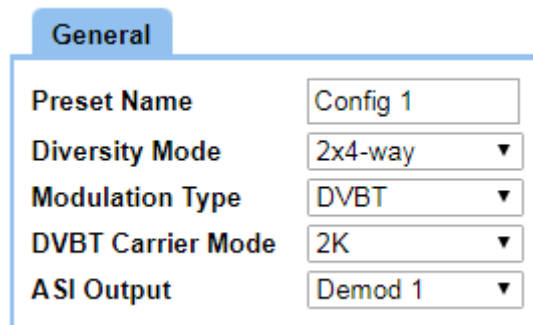 General
Preset Name Config 1
Diversity Mode 2x4-way
Modulation Type DVBT
DVBT Carrier Mode 2K
ASI Output Demod 1